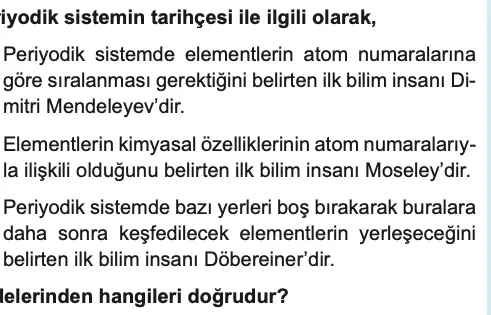 riyodik sistemin tarihçesi ile ilgili olarak,
Periyodik sistemde elementlerin atom numaralarına
göre sıralanması gerektiğini belirten ilk bilim insanı Di-
mitri Mendeleyev’dir.
Elementlerin kimyasal özelliklerinin atom numaralarıy-
la ilişkili olduğunu belirten ilk bilim insanı Moseley’dir.
Periyodik sistemde bazı yerleri boş bırakarak buralara
daha sonra keşfedilecek elementlerin yerleşeceğini
belirten ilk bilim insanı Döbereiner’dir.
delerinden hangileri doğrudur?